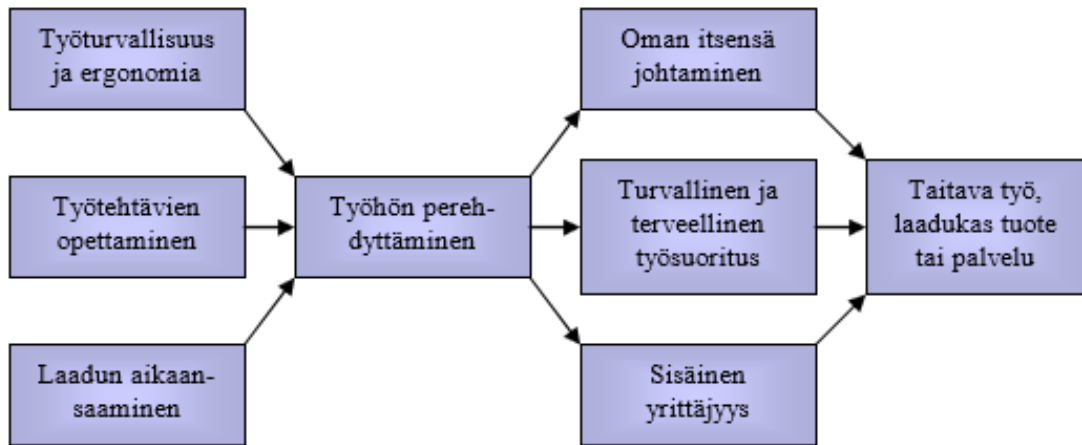 Työturvallisuus
ja ergonomia
Työtehtävien
opettaminen
Laadun aikaan-
saaminen
Työhön pereh-
dyttäminen
Oman itsensä
johtaminen
Turvallinen ja
terveellinen
työsuoritus
Sisäinen
yrittäjyys
Taitava työ,
laadukas tuote
tai palvelu